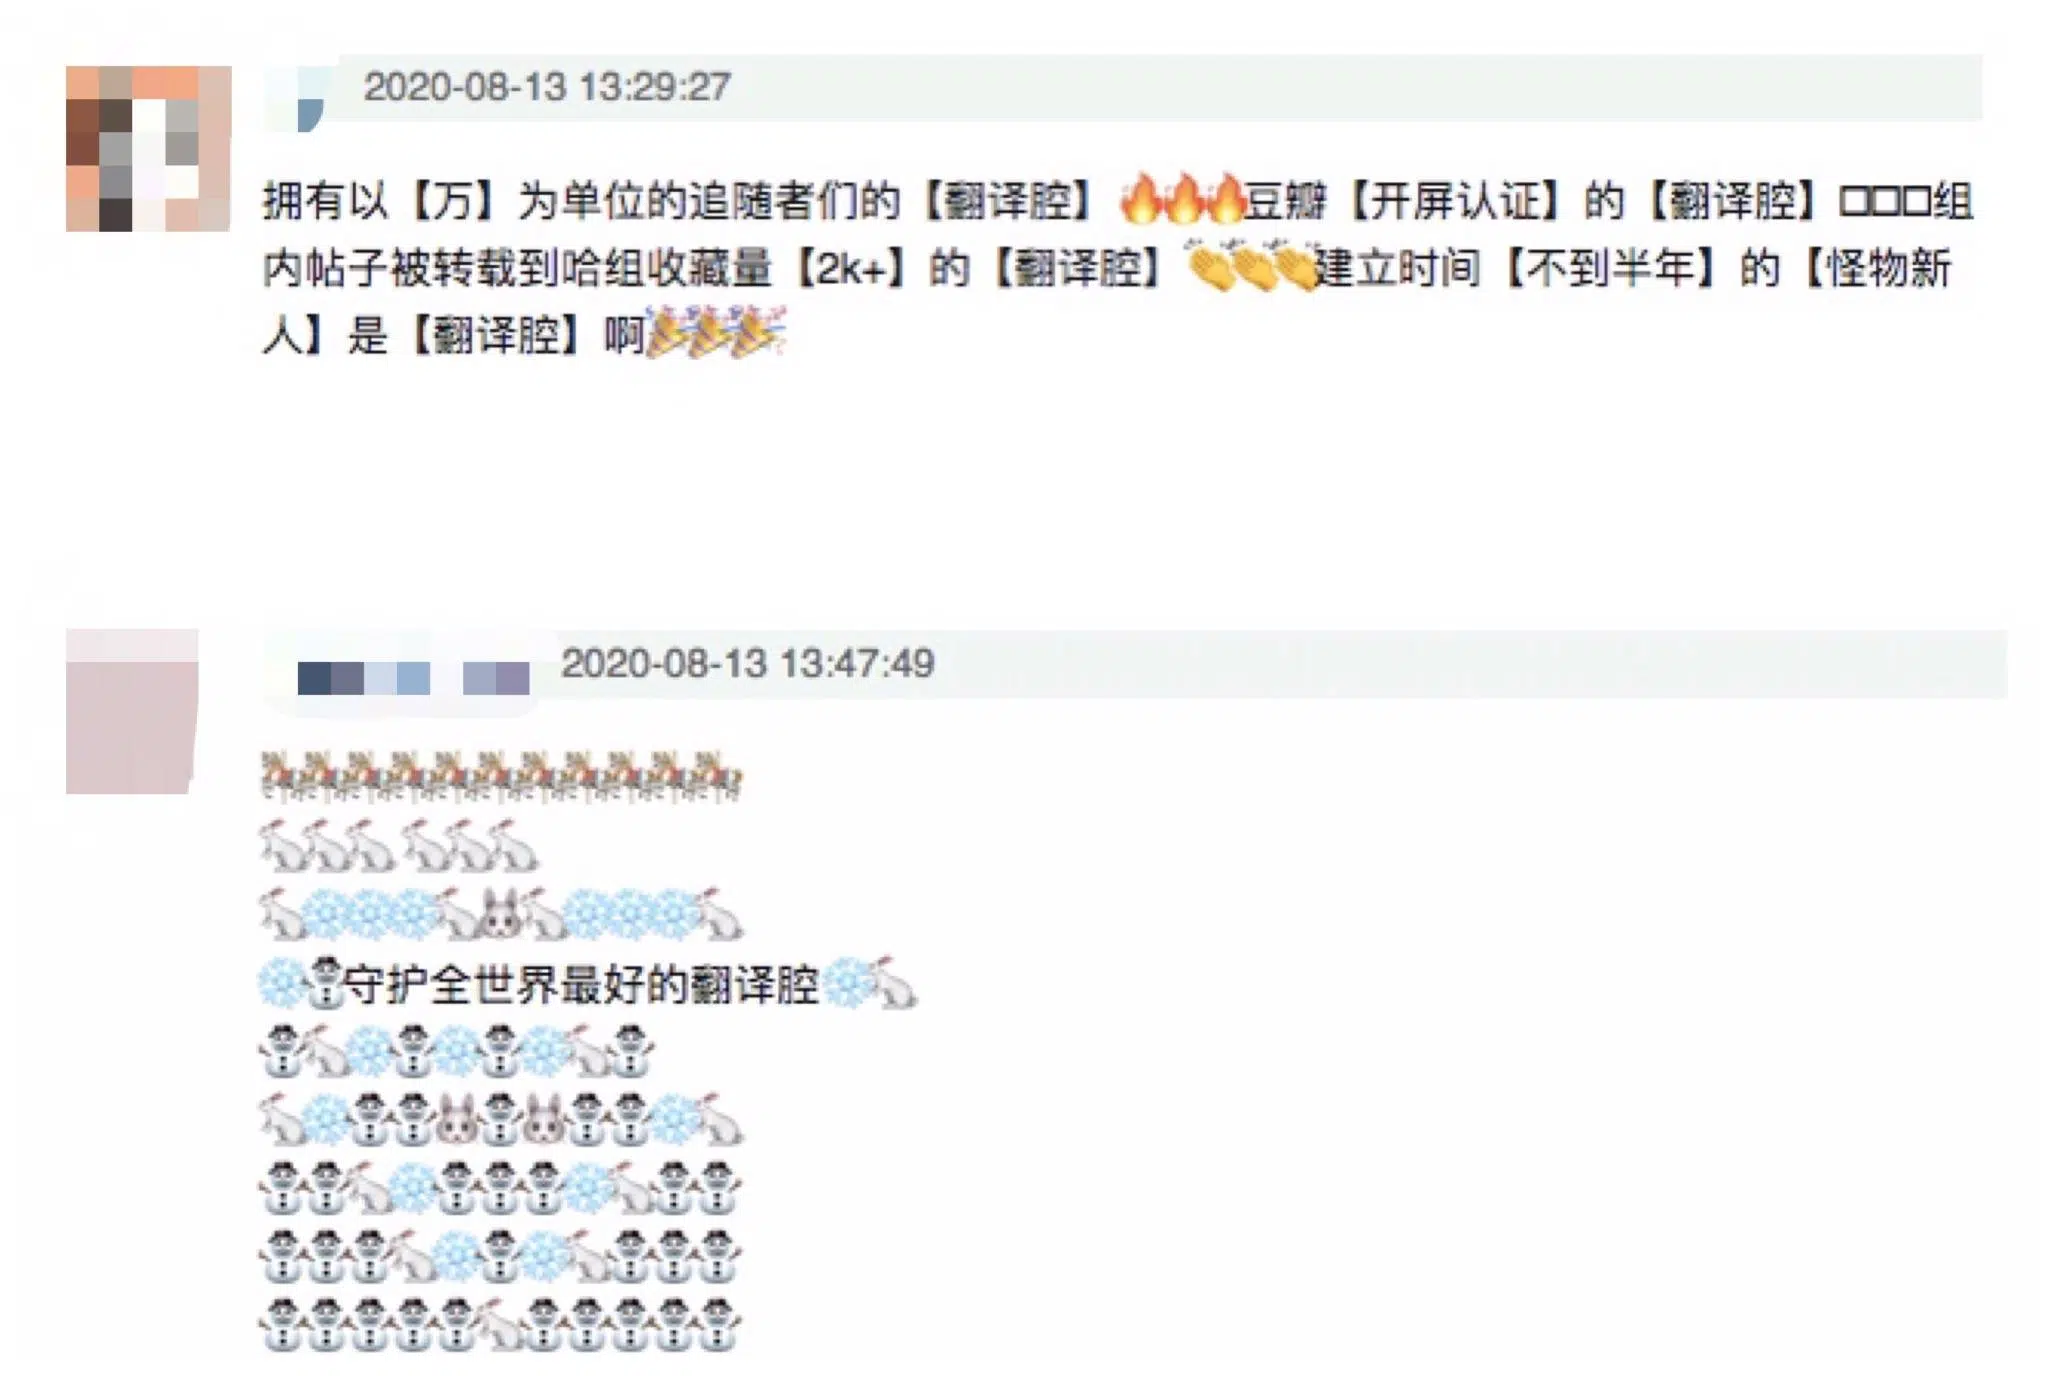 2020-08-13 13:29:27
拥有以【万】为单位的追随者们的【翻译腔】🔥🔥🔥豆瓣【开屏认证】的【翻译腔】□□□组
内帖子被转载到哈组收藏量【2k+】的【翻译腔】👏👏👏建立时间【不到半年】的【怪物新
人】是【翻译腔】啊🎉🎉🎉
2020-08-13 13:47:49
守护全世界最好的翻译腔